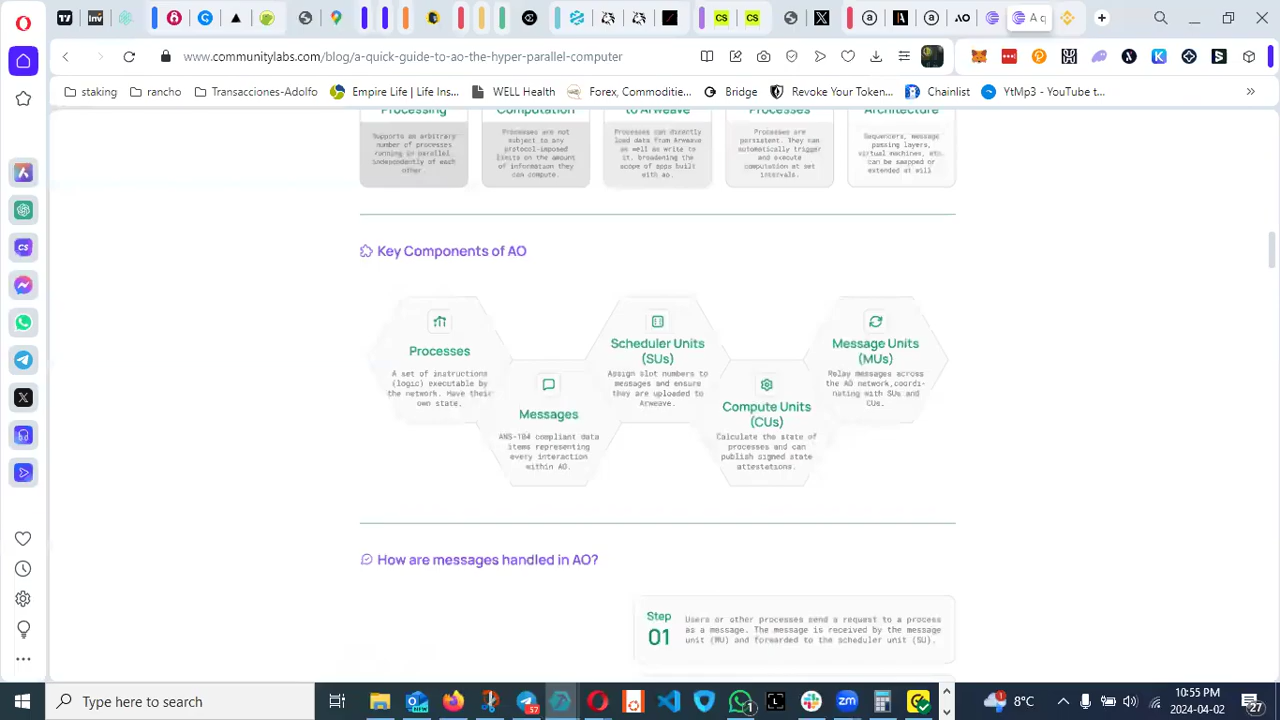 A q
www.communitylabs.com/blog/a-quick-guide-to-ao-the-hyper-parallel-computer
staking
rancho
Transacciones-Adolfo
Empire Life | Life Ins...
WELL Health
Forex, Commoditie...
Bridge
Revoke Your Token...
Chainlist
YtMp3 - YouTube t...
Processing
Computation
to Arweave
Processes
Architecture
Supports an arbitrary
number of processes
running in parallel,
independently of each
other.
Processes are not
subject to any
protocol-imposed
limits on the amount
of information they
can compute.
Processes can directly
load data from Arweave
as well as write to
it, broadening the
scope of apps built
with ao.
Processes are
persistent. They can
automatically trigger
and execute
computation at set
intervals.
Sequencers, message
passing layers,
virtual machines, etc.
can be swapped or
extended at will
Key Components of AO
Processes
A set of instructions
(logic) executable by
the network. Have their
own state.
Messages
ANS-104 compliant data
items representing
every interaction
within AO.
Scheduler Units
(SUs)
Assign slot numbers to
messages and ensure
they are uploaded to
Arweave.
Compute Units
(CUs)
Calculate the state of
processes and can
publish signed state
attestations.
Message Units
(MUs)
Relay messages across
the AO network,coordi-
nating with SUs and
CUs.
How are messages handled in AO?
Step
01
Users or other processes send a request to a process
as a message. The message is received by the message
unit (MU) and forwarded to the scheduler unit (SU).
Type here to search
57
1
1
8°C
10:55 PM
2024-04-02
27